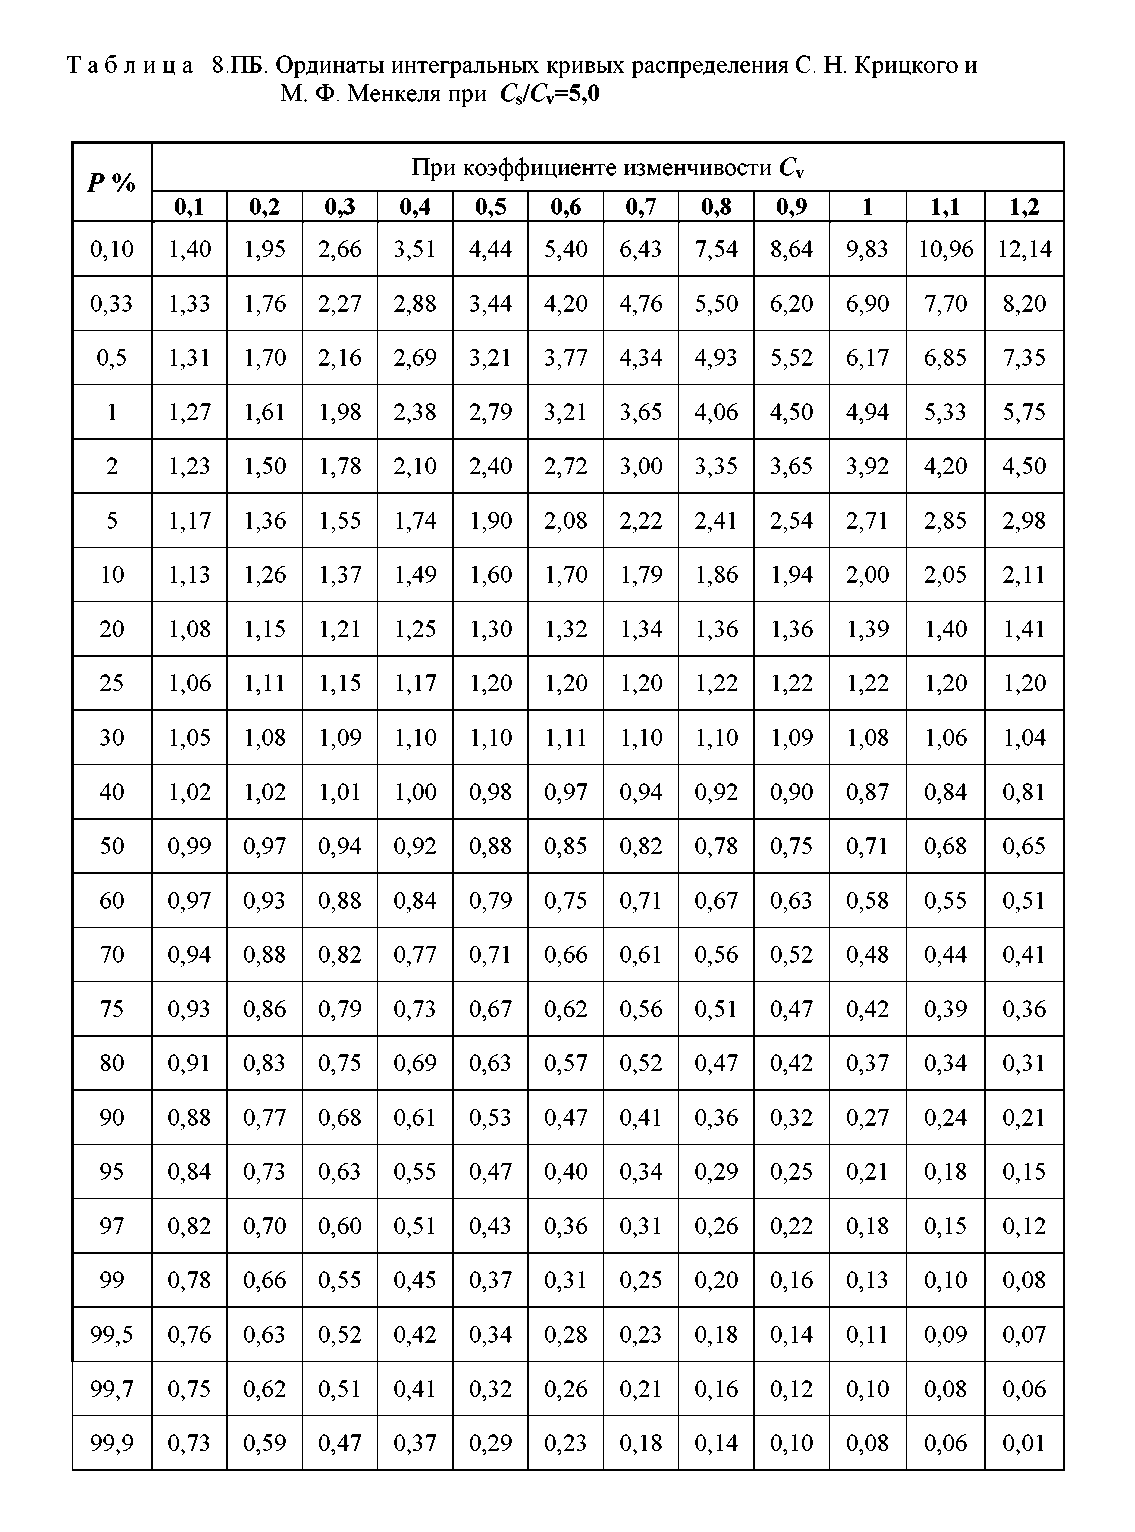 Таблица 8.ПБ. Ординаты интегральных кривых распределения С. Н. Крицкого и
М. Ф. Менкеля при Cs/Cv=5,0
P %
При коэффициенте изменчивости Cv
0,1 0,2 0,3 0,4 0,5 0,6 0,7 0,8 0,9 1 1,1 1,2
0,10 1,40 1,95 2,66 3,51 4,44 5,40 6,43 7,54 8,64 9,83 10,96 12,14
0,33 1,33 1,76 2,27 2,88 3,44 4,20 4,76 5,50 6,20 6,90 7,70 8,20
0,5 1,31 1,70 2,16 2,69 3,21 3,77 4,34 4,93 5,52 6,17 6,85 7,35
1 1,27 1,61 1,98 2,38 2,79 3,21 3,65 4,06 4,50 4,94 5,33 5,75
2 1,23 1,50 1,78 2,10 2,40 2,72 3,00 3,35 3,65 3,92 4,20 4,50
5 1,17 1,36 1,55 1,74 1,90 2,08 2,22 2,41 2,54 2,71 2,85 2,98
10 1,13 1,26 1,37 1,49 1,60 1,70 1,79 1,86 1,94 2,00 2,05 2,11
20 1,08 1,15 1,21 1,25 1,30 1,32 1,34 1,36 1,36 1,39 1,40 1,41
25 1,06 1,11 1,15 1,17 1,20 1,20 1,20 1,22 1,22 1,22 1,20 1,20
30 1,05 1,08 1,09 1,10 1,10 1,11 1,10 1,10 1,09 1,08 1,06 1,04
40 1,02 1,02 1,01 1,00 0,98 0,97 0,94 0,92 0,90 0,87 0,84 0,81
50 0,99 0,97 0,94 0,92 0,88 0,85 0,82 0,78 0,75 0,71 0,68 0,65
60 0,97 0,93 0,88 0,84 0,79 0,75 0,71 0,67 0,63 0,58 0,55 0,51
70 0,94 0,88 0,82 0,77 0,71 0,66 0,61 0,56 0,52 0,48 0,44 0,41
75 0,93 0,86 0,79 0,73 0,67 0,62 0,56 0,51 0,47 0,42 0,39 0,36
80 0,91 0,83 0,75 0,69 0,63 0,57 0,52 0,47 0,42 0,37 0,34 0,31
90 0,88 0,77 0,68 0,61 0,53 0,47 0,41 0,36 0,32 0,27 0,24 0,21
95 0,84 0,73 0,63 0,55 0,47 0,40 0,34 0,29 0,25 0,21 0,18 0,15
97 0,82 0,70 0,60 0,51 0,43 0,36 0,31 0,26 0,22 0,18 0,15 0,12
99 0,78 0,66 0,55 0,45 0,37 0,31 0,25 0,20 0,16 0,13 0,10 0,08
99,5 0,76 0,63 0,52 0,42 0,34 0,28 0,23 0,18 0,14 0,11 0,09 0,07
99,7 0,75 0,62 0,51 0,41 0,32 0,26 0,21 0,16 0,12 0,10 0,08 0,06
99,9 0,73 0,59 0,47 0,37 0,29 0,23 0,18 0,14 0,10 0,08 0,06 0,01